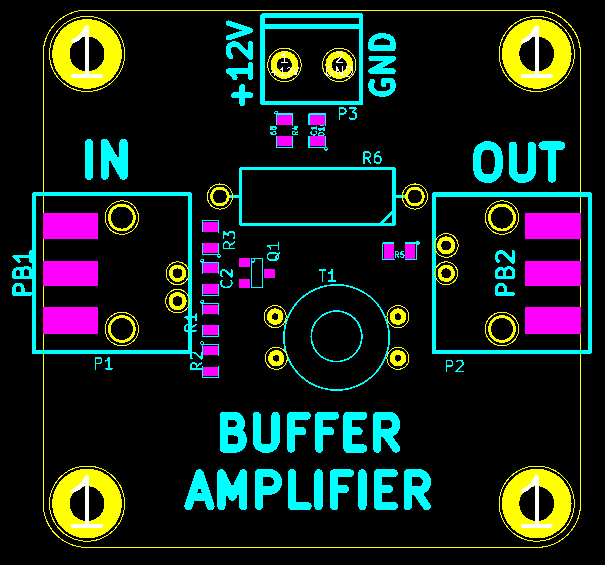 1
1
+12V
GND
P3
R4
IN
OUT
R6
R3
Q1
R5
PB1
C2
PB2
T1
R1
R2
P1
P2
BUFFER
AMPLIFIER
1
1